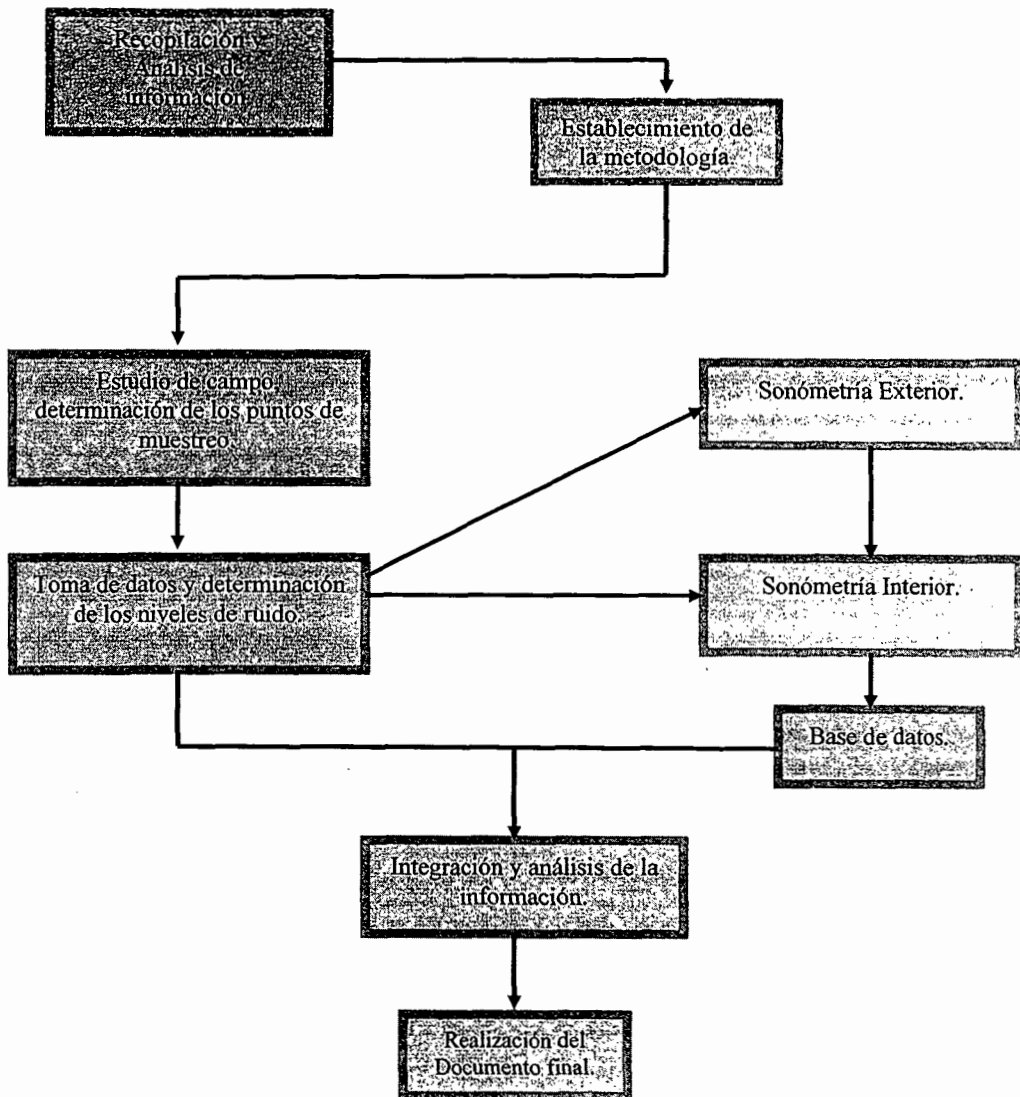 Recopilación y
Análisis de
información.
Establecimiento de
la metodología.
Estudio de campo
determinación de los puntos de
muestreo.
Sonómetría Exterior.
Toma de datos y determinación
de los niveles de ruido.
Sonómetría Interior.
Base de datos.
Integración y análisis de la
información.
Realización del
Documento final.